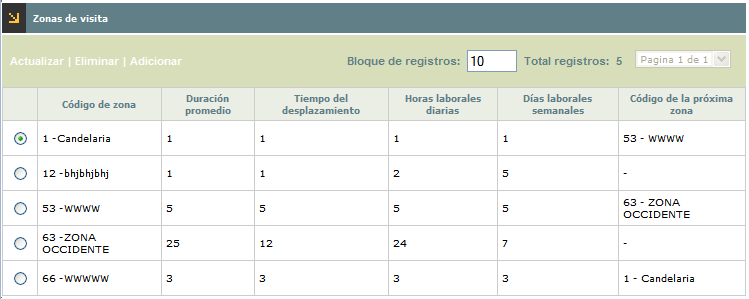 Zonas de visita
Actualizar | Eliminar | Adicionar Bloque de registros: 10 Total registros: 5 Pagina 1 de 1
Código de zona Duración promedio Tiempo del desplazamiento Horas laborales diarias Días laborales semanales Código de la próxima zona
1 -Candelaria 1 1 1 1 53 - WWWW
12 -bhjbhjbhj 1 1 2 5 -
53 -WWWW 5 5 5 5 63 - ZONA OCCIDENTE
63 -ZONA OCCIDENTE 25 12 24 7 -
66 -WWWWW 3 3 3 3 1 - Candelaria